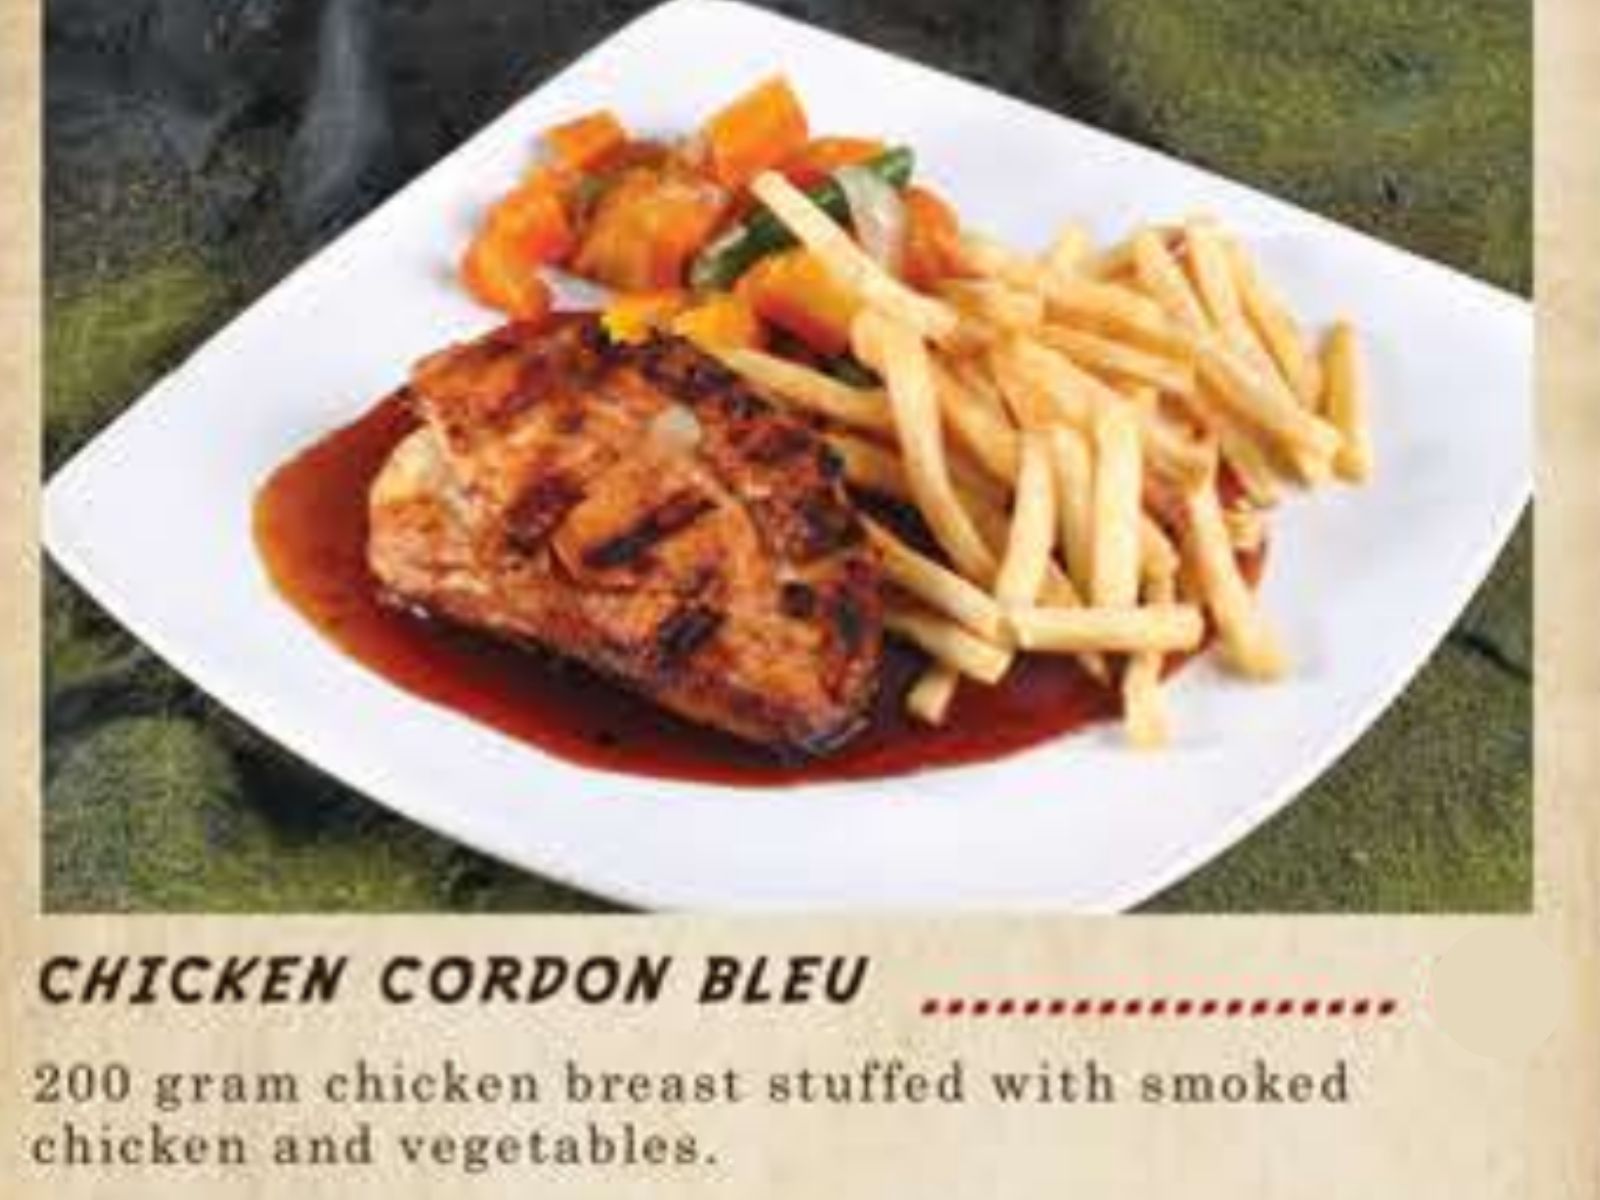 CHICKEN CORDON BLEU ...................
200 gram chicken breast stuffed with smoked
chicken and vegetables.